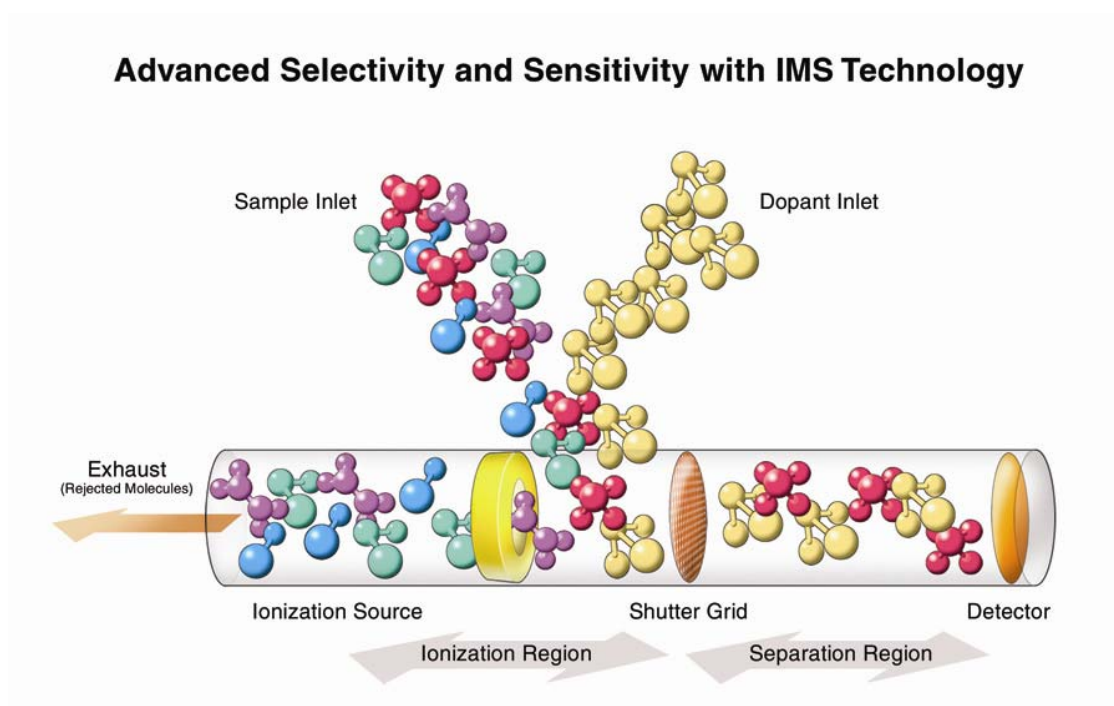 Advanced Selectivity and Sensitivity with IMS Technology
Sample Inlet
Dopant Inlet
Exhaust
(Rejected Molecules)
Ionization Source
Shutter Grid
Detector
Ionization Region
Separation Region